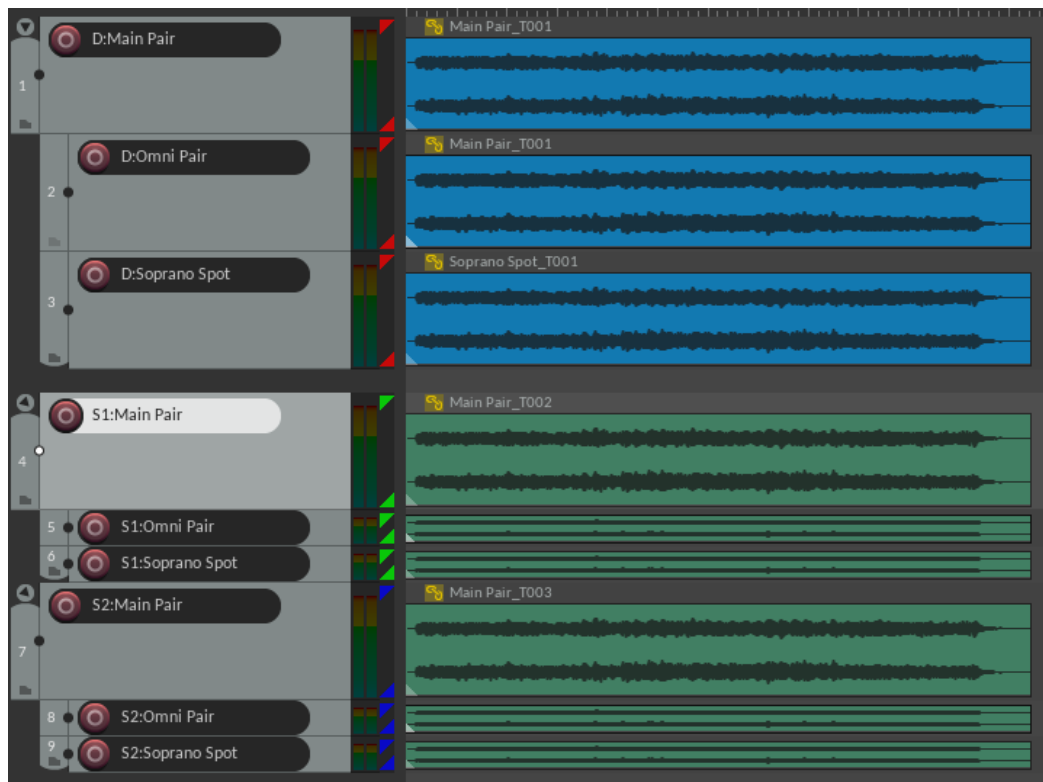 D:Main Pair
Main Pair_T001
1
D:Omni Pair
Main Pair_T001
2
D:Soprano Spot
Soprano Spot_T001
3
S1:Main Pair
Main Pair_T002
4
5 S1:Omni Pair
6 S1:Soprano Spot
S2:Main Pair
Main Pair_T003
7
8 S2:Omni Pair
9 S2:Soprano Spot